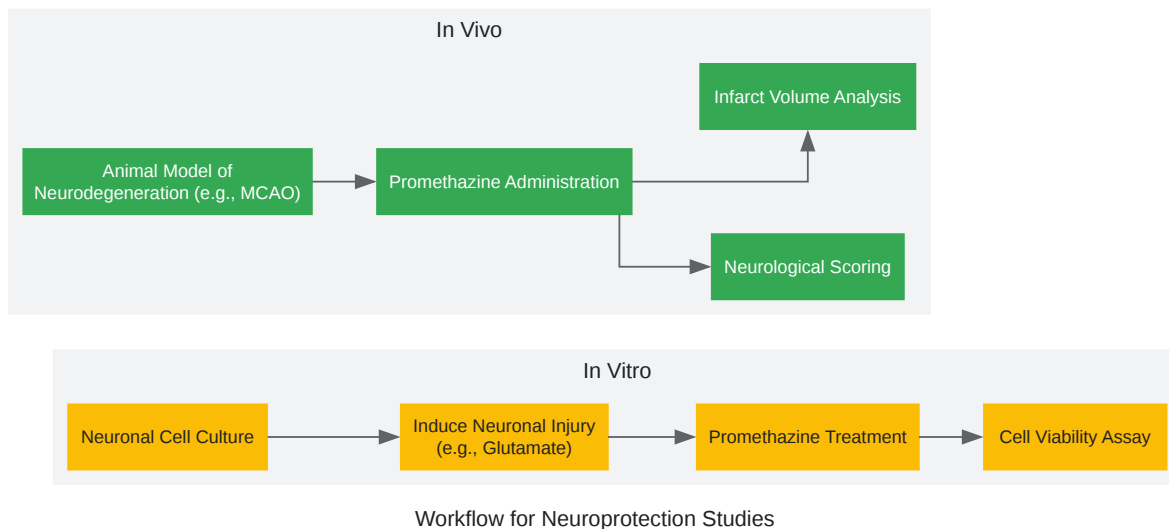 In Vivo
Infarct Volume Analysis
Animal Model of
Neurodegeneration (e.g., MCAO)
Promethazine Administration
Neurological Scoring
In Vitro
Neuronal Cell Culture
Induce Neuronal Injury
(e.g., Glutamate)
Promethazine Treatment
Cell Viability Assay
Workflow for Neuroprotection Studies